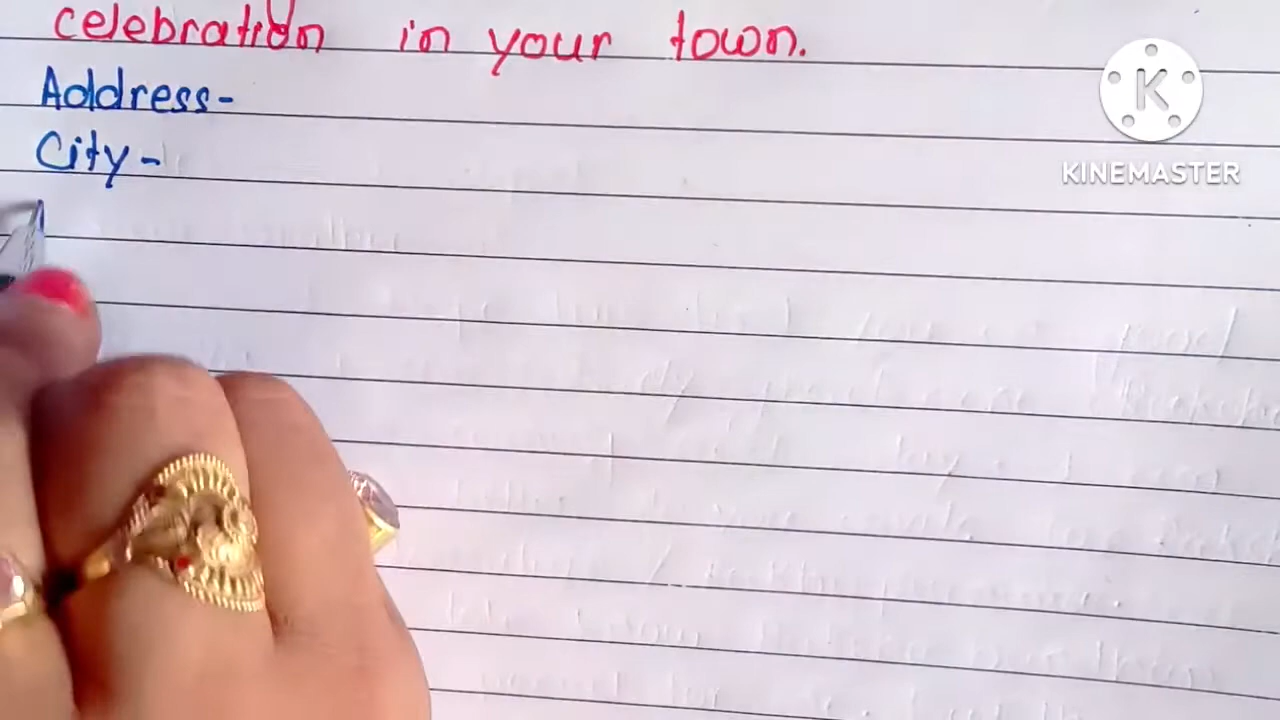 celebration in your town.
Address-
City-
K
KINEMASTER